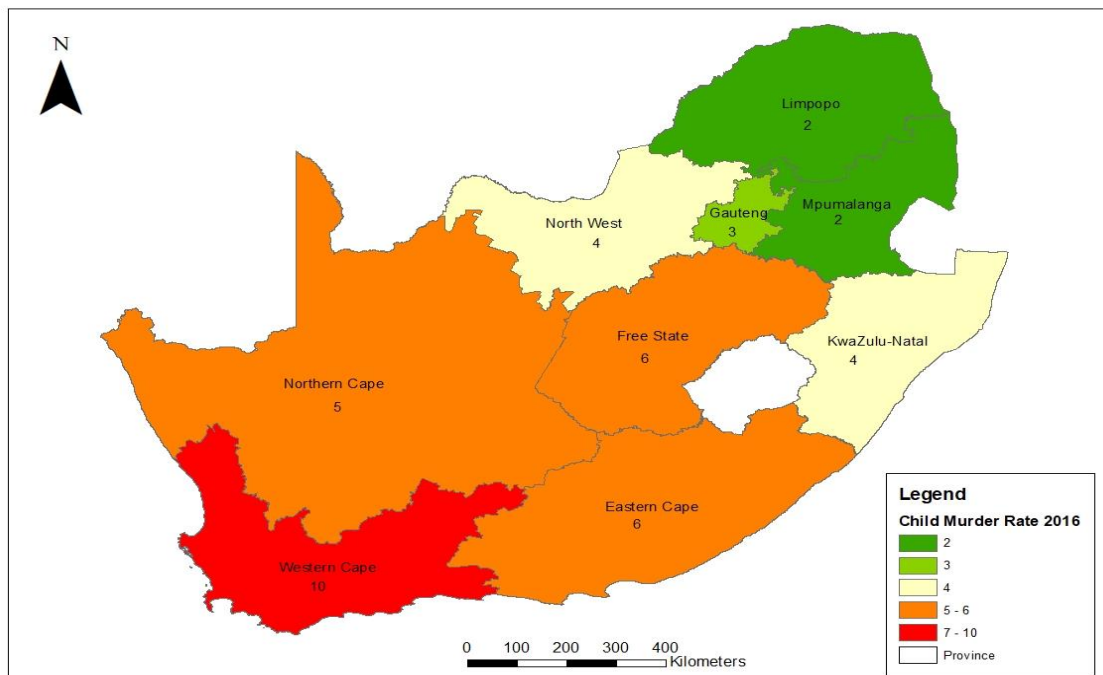 N
Limpopo
2
Mpumalanga
2
Gauteng
3
North West
4
Free State
6
KwaZulu-Natal
4
Northern Cape
5
Eastern Cape
6
Western Cape
10
Legend
Child Murder Rate 2016
2
3
4
5 - 6
7 - 10
Province
0 100 200 300 400
Kilometers